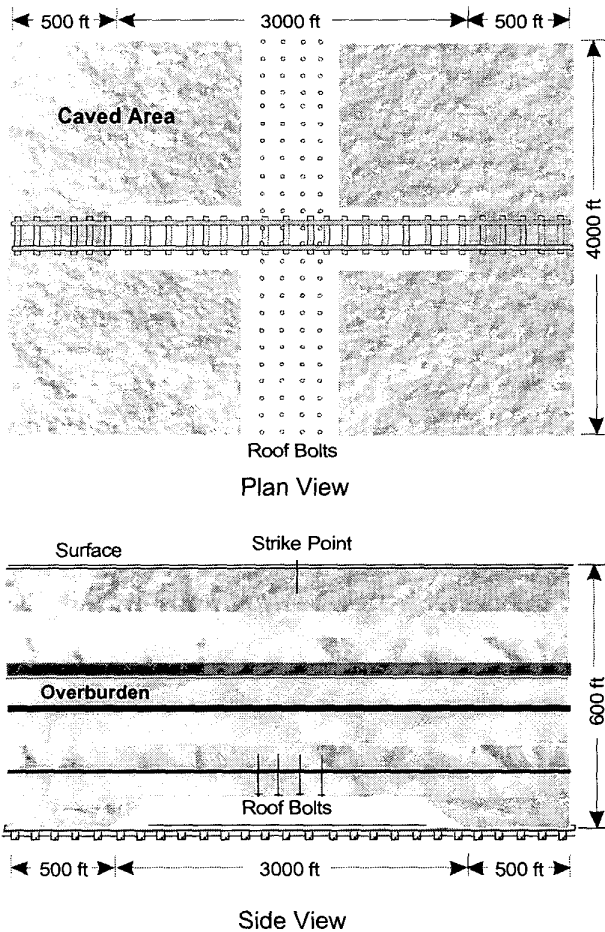 500 ft 3000 ft 500 ft
Caved Area
4000 ft
Roof Bolts
Plan View
Surface Strike Point
Overburden
600 ft
Roof Bolts
500 ft 3000 ft 500 ft
Side View